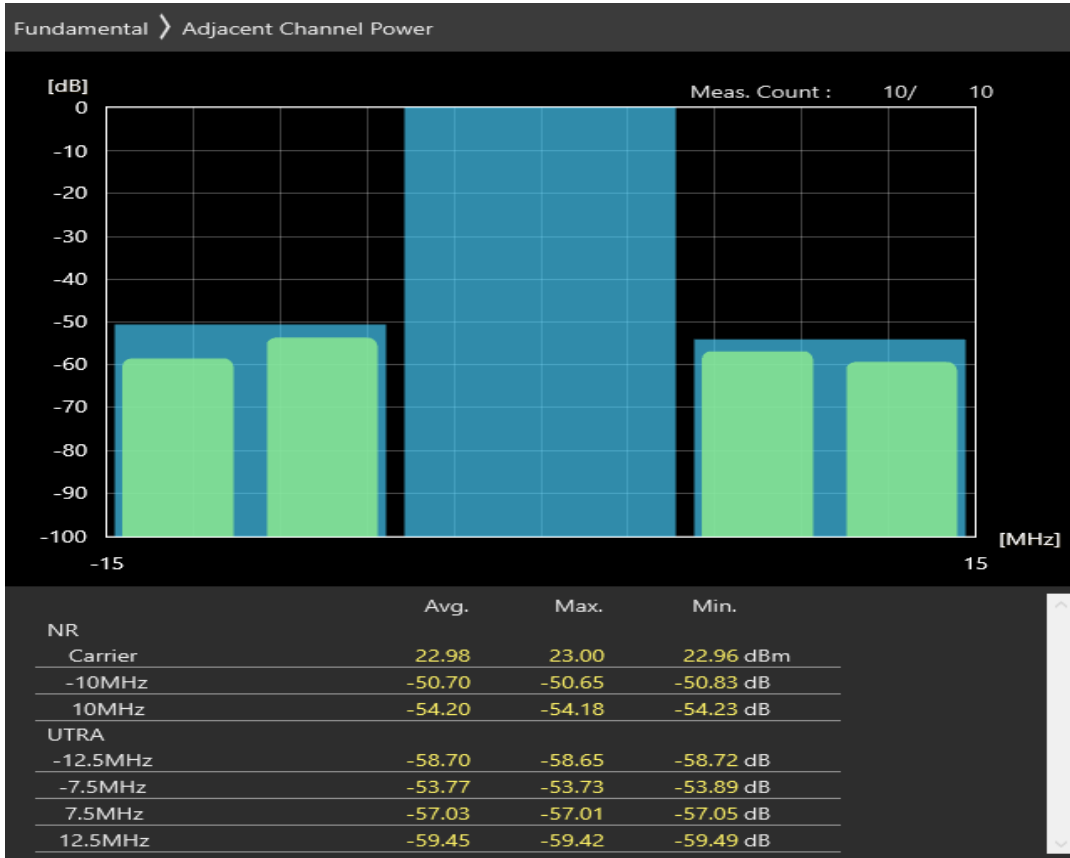 Fundamental ❭ Adjacent Channel Power
[dB]
Meas. Count : 10/ 10
0
-10
-20
-30
-40
-50
-60
-70
-80
-90
-100
[MHz]
-15 15
Avg. Max. Min.
NR
Carrier 22.98 23.00 22.96 dBm
-10MHz -50.70 -50.65 -50.83 dB
10MHz -54.20 -54.18 -54.23 dB
UTRA
-12.5MHz -58.70 -58.65 -58.72 dB
-7.5MHz -53.77 -53.73 -53.89 dB
7.5MHz -57.03 -57.01 -57.05 dB
12.5MHz -59.45 -59.42 -59.49 dB